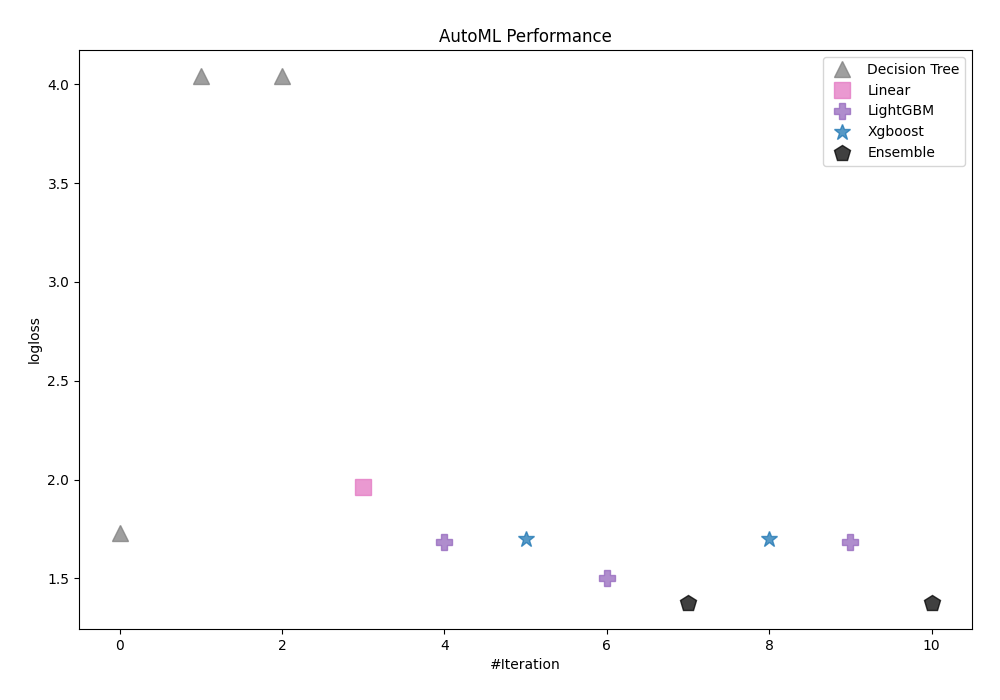 AutoML Performance
Decision Tree
Linear
LightGBM
Xgboost
Ensemble
logloss
4.0
3.5
3.0
2.5
2.0
1.5
0 2 4 6 8 10
#Iteration